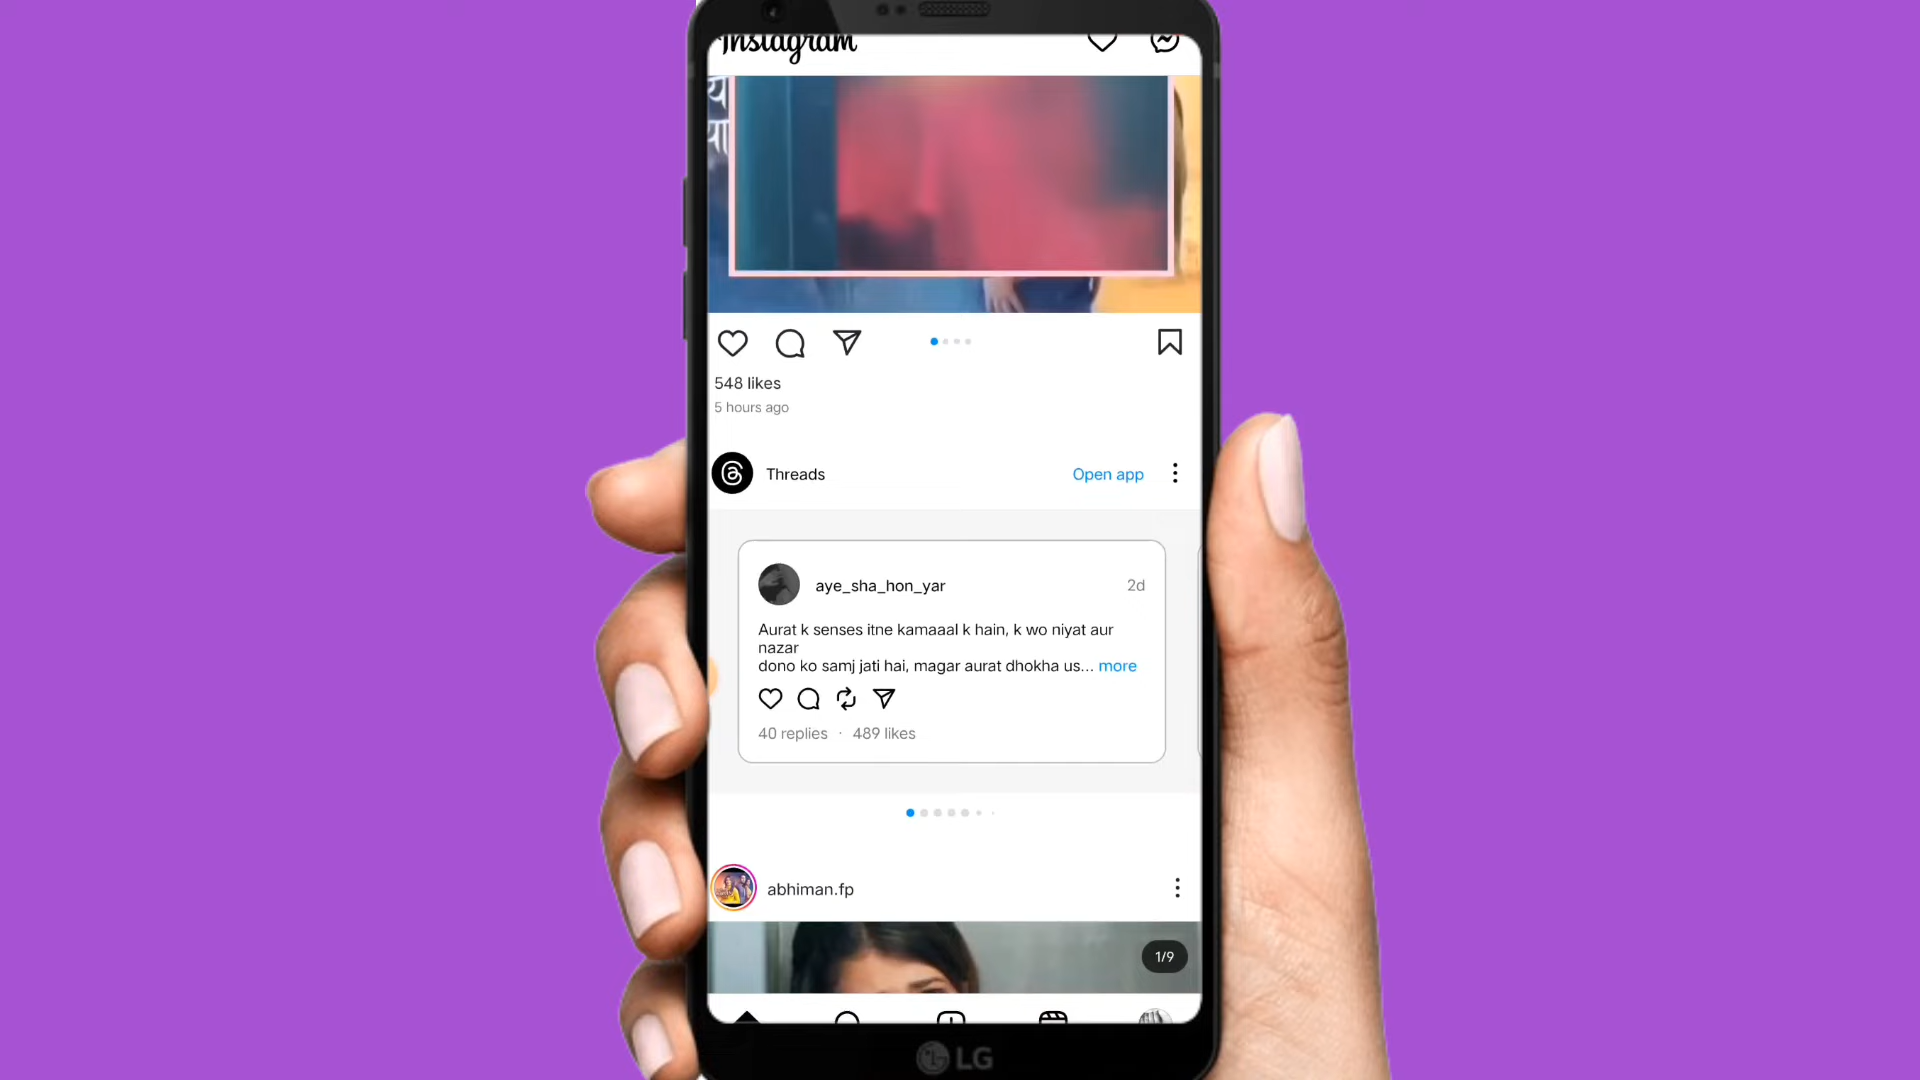 Instagram
य
या
548 likes
5 hours ago
Threads
Open app
aye_sha_hon_yar
2d
Aurat k senses itne kamaaal k hain, k wo niyat aur
nazar
dono ko samj jati hai, magar aurat dhokha us... more
40 replies · 489 likes
abhiman.fp
1/9
LG